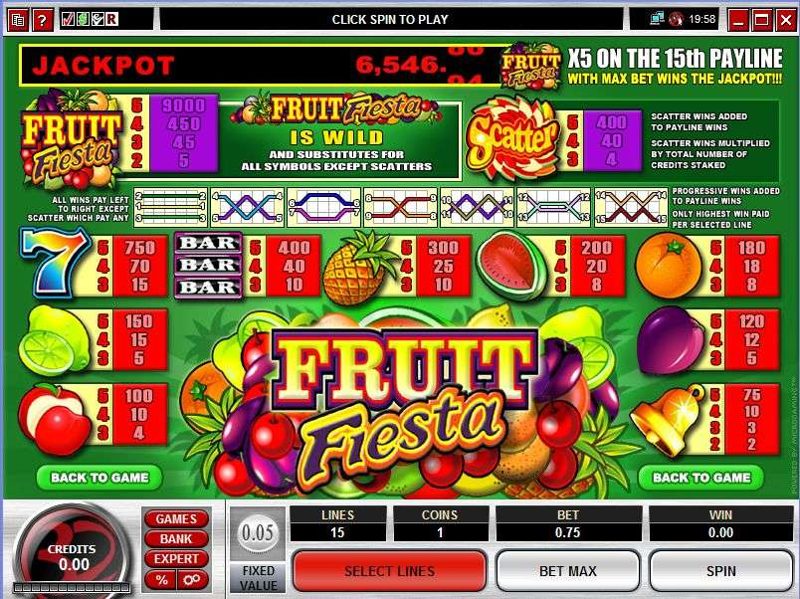 CLICK SPIN TO PLAY
19:58
JACKPOT 6,546.
FRUIT Fiesta
X5 ON THE 15th PAYLINE
WITH MAX BET WINS THE JACKPOT!!!
FRUIT Fiesta
5 9000
4 450
3 45
2 5
FRUIT Fiesta
IS WILD
AND SUBSTITUTES FOR
ALL SYMBOLS EXCEPT SCATTERS
Scatter
5 400
4 40
3 4
SCATTER WINS ADDED
TO PAYLINE WINS
SCATTER WINS MULTIPLIED
BY TOTAL NUMBER OF
CREDITS STAKED
ALL WINS PAY LEFT
TO RIGHT EXCEPT
SCATTER WHICH PAY ANY
PROGRESSIVE WINS ADDED
TO PAYLINE WINS
ONLY HIGHEST WIN PAID
PER SELECTED LINE
7
5 750
4 70
3 15
BAR
BAR
BAR
5 400
4 40
3 10
5 300
4 25
3 10
5 200
4 20
3 8
5 180
4 18
3 8
5 150
4 15
3 5
5 120
4 12
3 5
5 100
4 10
3 4
5 75
4 10
3 3
2 2
FRUIT
Fiesta
BACK TO GAME
BACK TO GAME
POWERED BY MICROGAMING™
CREDITS
0.00
GAMES
BANK
EXPERT
%
0.05
FIXED
VALUE
LINES
15
COINS
1
BET
0.75
WIN
0.00
SELECT LINES
BET MAX
SPIN